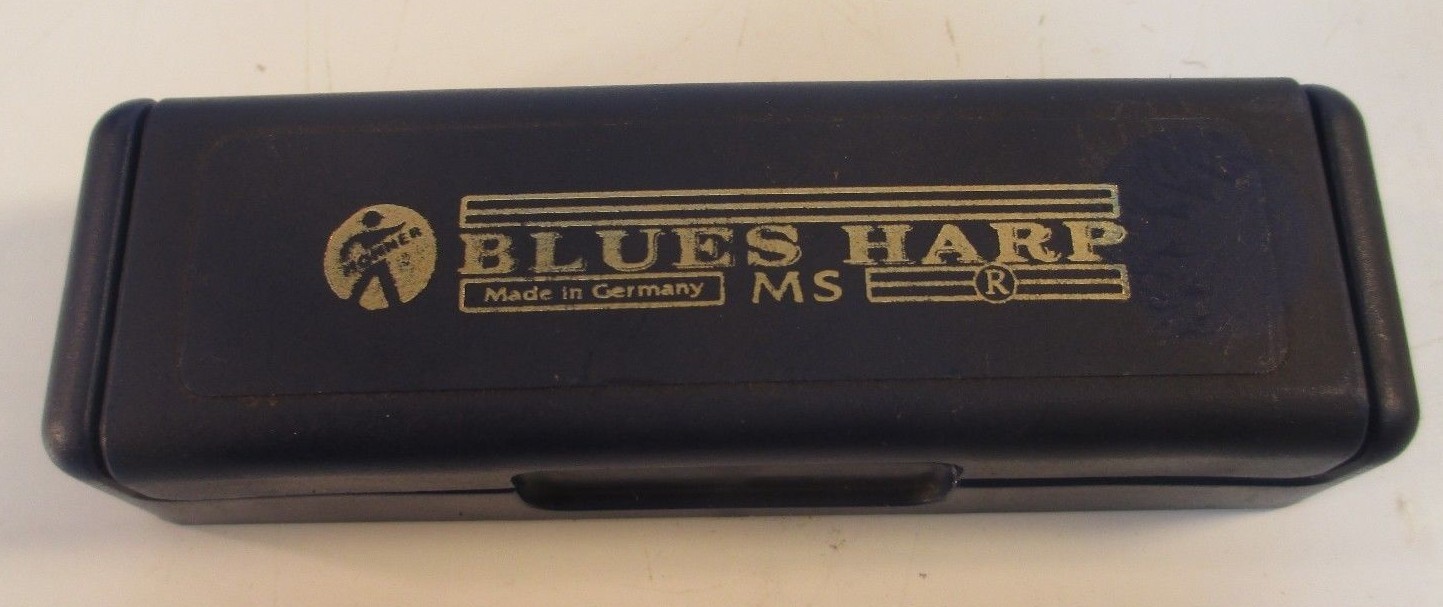 HOHNER
BLUES HARP
Made in Germany MS ®